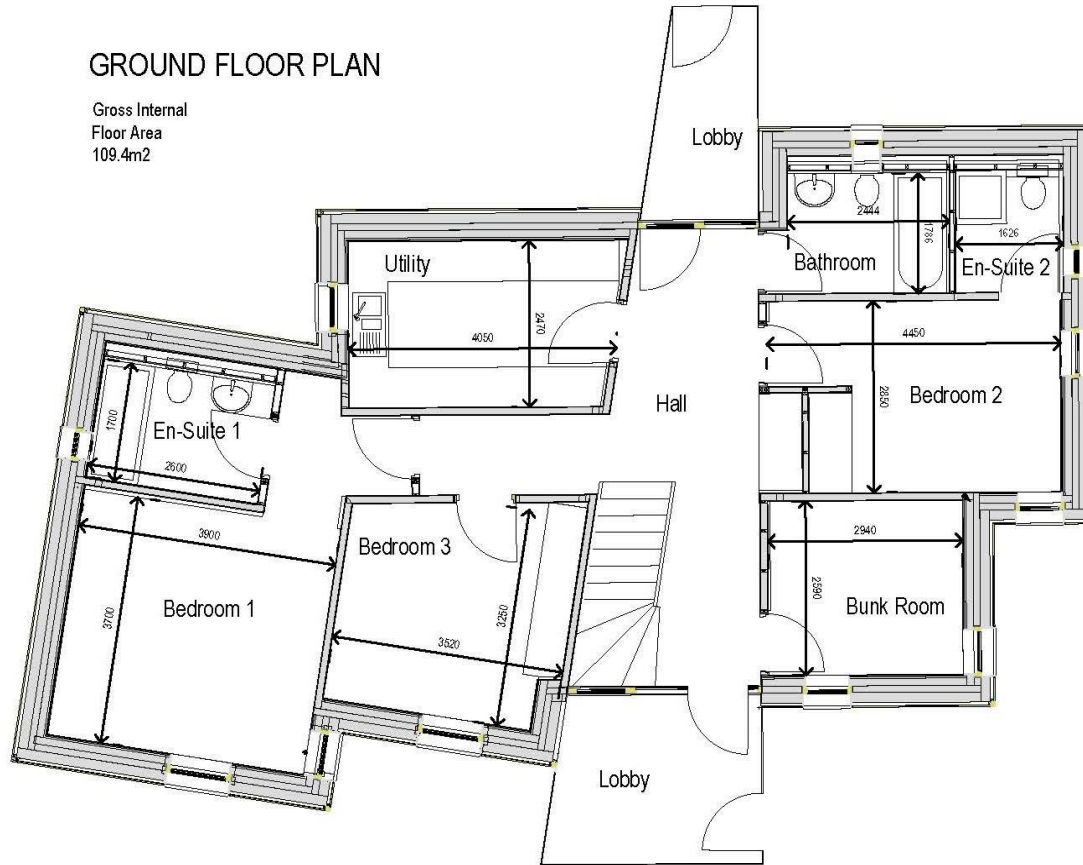 GROUND FLOOR PLAN
Gross Internal
Floor Area
109.4m2
Lobby
2444
1786
1626
Bathroom
En-Suite 2
Utility
2470
4050
4450
2850
Bedroom 2
Hall
1700
En-Suite 1
2600
3900
Bedroom 3
2940
2590
Bunk Room
3700
Bedroom 1
3250
3520
Lobby